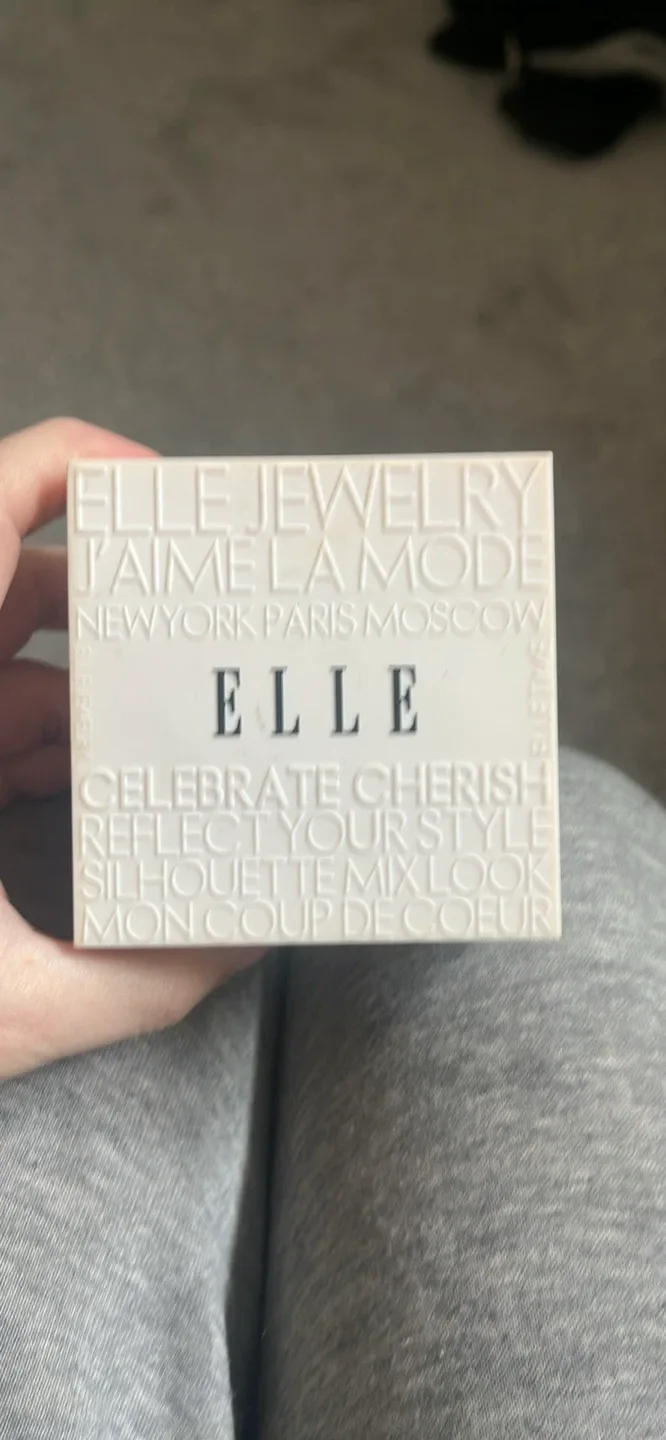 ELLE JEWELRY
J'AIME LA MODE
NEW YORK PARIS MOSCOW
ELLE
CELEBRATE CHERISH
REFLECT YOUR STYLE
SILHOUETTE MIX LOOK
MON COUP DE COEUR